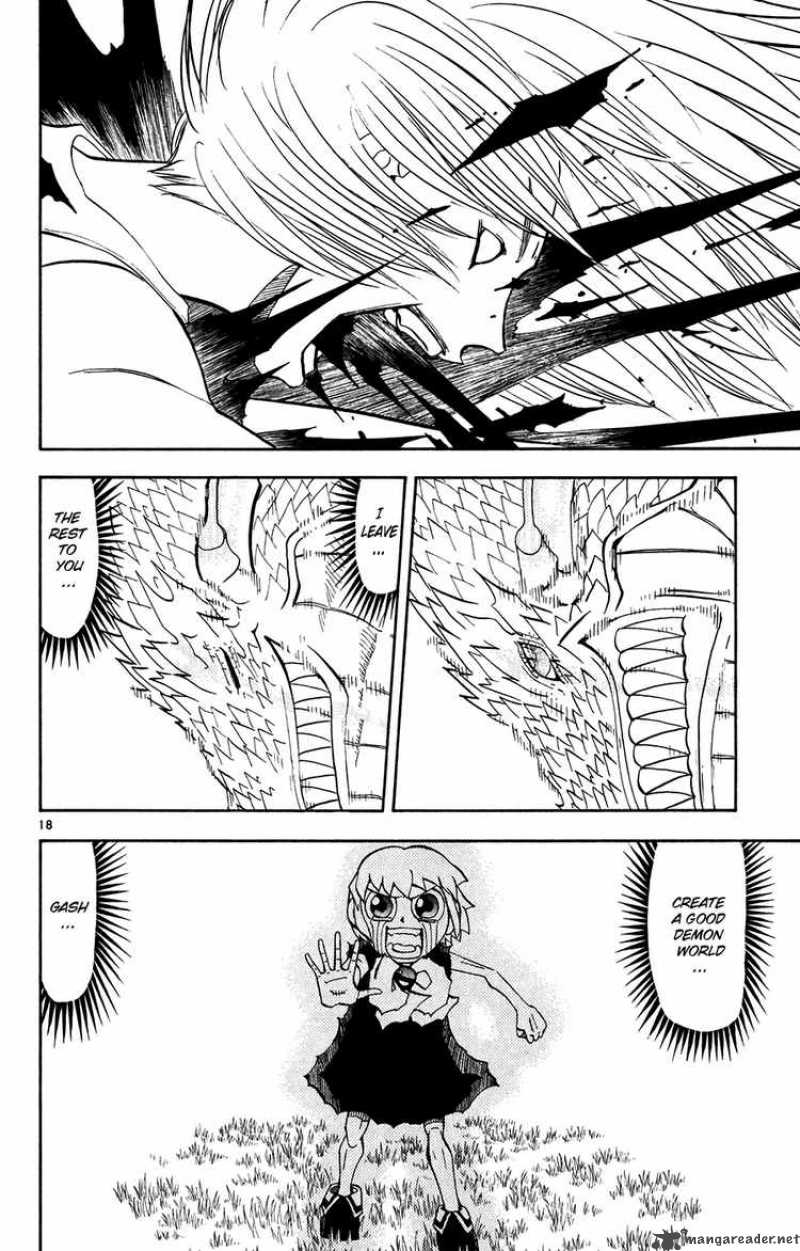 I
LEAVE
...
THE
REST
TO
YOU
...
18
CREATE
A GOOD
DEMON
WORLD
...
GASH
...
mangareader.net